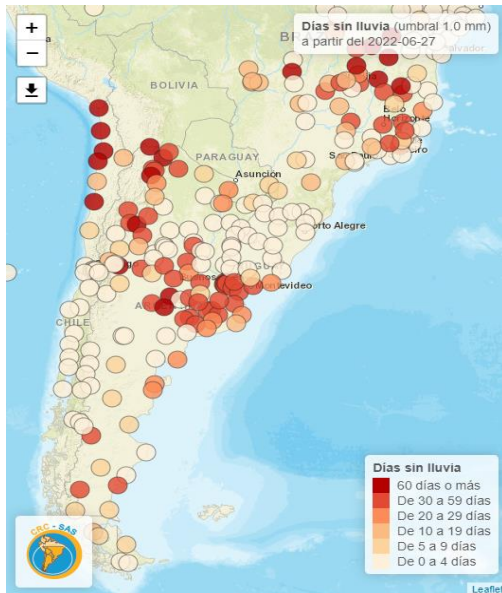 +
−
Días sin lluvia (umbral 1.0 mm)
a partir del 2022-06-27
BOLIVIA
PARAGUAY
Asunción
Porto Alegre
Montevideo
CHILE
Días sin lluvia
60 días o más
De 30 a 59 días
De 20 a 29 días
De 10 a 19 días
De 5 a 9 días
De 0 a 4 días
CRC - SAS
Leaflet